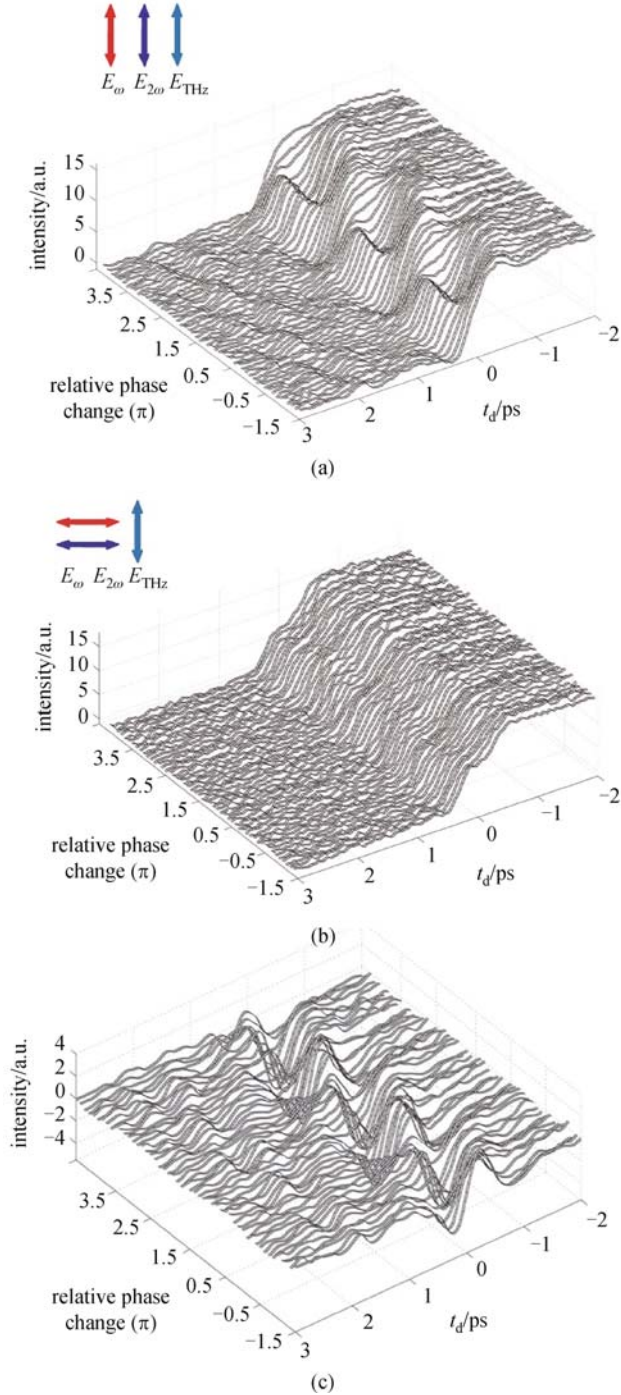 E_ω E_2ω E_THz
15
10
5
0
intensity/a.u.
3.5
2.5
1.5
0.5
−0.5
−1.5
relative phase
change (π)
3
2
1
0
−1
−2
t_d/ps
(a)
E_ω E_2ω E_THz
15
10
5
0
intensity/a.u.
3.5
2.5
1.5
0.5
−0.5
−1.5
relative phase
change (π)
3
2
1
0
−1
−2
t_d/ps
(b)
4
2
0
−2
−4
intensity/a.u.
3.5
2.5
1.5
0.5
−0.5
−1.5
relative phase
change (π)
3
2
1
0
−1
−2
t_d/ps
(c)